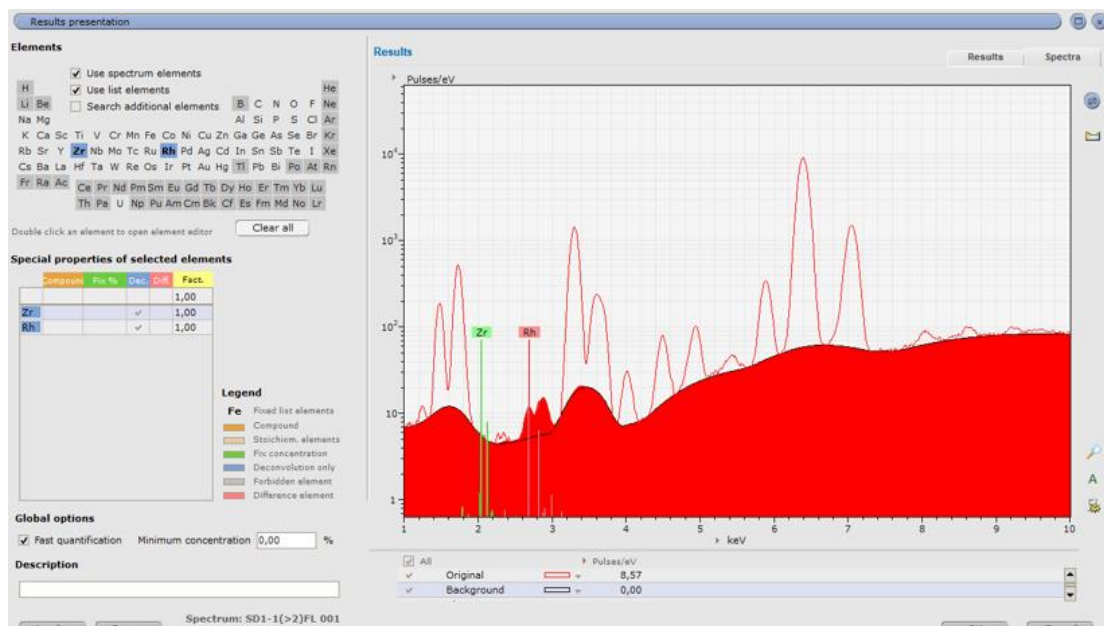 Results presentation
Elements
Use spectrum elements
Use list elements
Search additional elements
H He
Li Be B C N O F Ne
Na Mg Al Si P S Cl Ar
K Ca Sc Ti V Cr Mn Fe Co Ni Cu Zn Ga Ge As Se Br Kr
Rb Sr Y Zr Nb Mo Tc Ru Rh Pd Ag Cd In Sn Sb Te I Xe
Cs Ba La Hf Ta W Re Os Ir Pt Au Hg Tl Pb Bi Po At Rn
Fr Ra Ac Ce Pr Nd Pm Sm Eu Gd Tb Dy Ho Er Tm Yb Lu
Th Pa U Np Pu Am Cm Bk Cf Es Fm Md No Lr
Double click an element to open element editor
Clear all
Special properties of selected elements
Compoun Fix % Dec. Diff. Fact.
1,00
Zr 1,00
Rh 1,00
Legend
Fe Fixed list elements
Compound
Stoichiom. elements
Fix concentration
Deconvolution only
Forbidden element
Difference element
Global options
Fast quantification Minimum concentration 0,00 %
Description
Spectrum: SD1-1(>2)FL 001
Results
Results Spectra
Pulses/eV
10⁴
10³
10²
10
1
Zr Rh
1 2 3 4 5 6 7 8 9 10
keV
All Pulses/eV
Original 8,57
Background 0,00
A